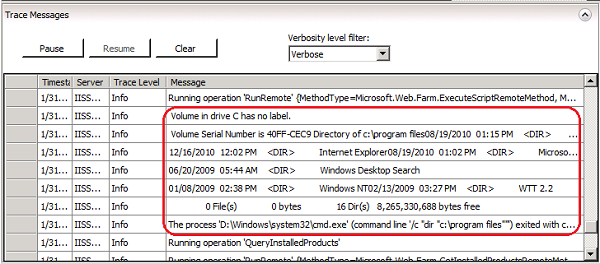 Trace Messages
Verbosity level filter:
Pause Resume Clear Verbose
Timesta Server Trace Level Message
1/31... IISS... Info Running operation 'RunRemote' {MethodType=Microsoft.Web.Farm.ExecuteScriptRemoteMethod, M...
1/31... IISS... Info Volume in drive C has no label.
1/31... IISS... Info Volume Serial Number is 40FF-CEC9 Directory of c:\program files08/19/2010 01:15 PM <DIR> ...
1/31... IISS... Info 12/16/2010 12:02 PM <DIR> Internet Explorer08/19/2010 01:02 PM <DIR> Microso...
1/31... IISS... Info 06/20/2009 05:44 AM <DIR> Windows Desktop Search
1/31... IISS... Info 01/08/2009 02:38 PM <DIR> Windows NT02/13/2009 03:27 PM <DIR> WTT 2.2
1/31... IISS... Info 0 File(s) 0 bytes 16 Dir(s) 8,265,330,688 bytes free
1/31... IISS... Info The process 'D:\Windows\system32\cmd.exe' (command line '/c "dir "c:\program files"") exited with c...
1/31... IISS... Info Running operation 'QueryInstalledProducts'
1/31... IISS... Info Running operation 'RunRemote' {MethodType=Microsoft.Web.Farm.GetInstalledProductsRemoteMet...